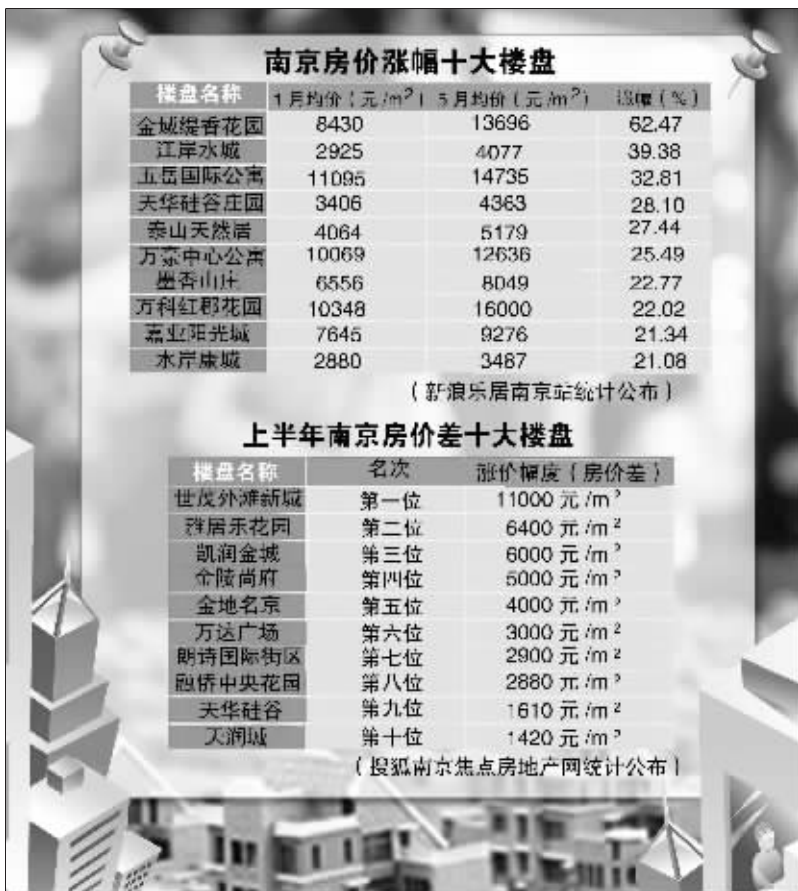 南京房价涨幅十大楼盘
楼盘名称 1月均价（元/m²） 5月均价（元/m²） 涨幅（%）
金域缇香花园 8430 13696 62.47
江岸水城 2925 4077 39.38
五岳国际公寓 11095 14735 32.81
天华硅谷庄园 3406 4363 28.10
泰山天然居 4064 5179 27.44
万豪中心公寓 10069 12636 25.49
墨香山庄 6556 8049 22.77
万科红郡花园 10348 16000 22.02
嘉业阳光城 7645 9276 21.34
水岸康城 2880 3487 21.08
（新浪乐居南京站统计公布）
上半年南京房价差十大楼盘
楼盘名称 名次 涨价幅度（房价差）
世茂外滩新城 第一位 11000元/m²
雅居乐花园 第二位 6400元/m²
凯润金城 第三位 6000元/m²
金陵尚府 第四位 5000元/m²
金地名京 第五位 4000元/m²
万达广场 第六位 3000元/m²
朗诗国际街区 第七位 2900元/m²
融侨中央花园 第八位 2880元/m²
天华硅谷 第九位 1610元/m²
天润城 第十位 1420元/m²
（搜狐南京焦点房地产网统计公布）